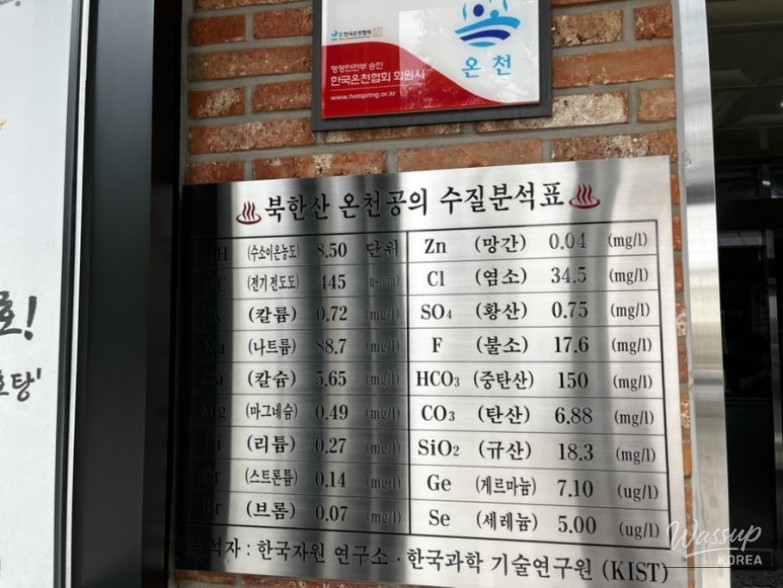 한국온천협회
행정안전부 승인
한국온천협회 회원사
www.hotspring.or.kr
온천
북한산 온천공의 수질분석표
(수소이온농도) 8.50 단위
(전기전도도) 445
(칼륨) 0.72 (mg/l)
(나트륨) 88.7 (mg/l)
(칼슘) 5.65 (mg/l)
(마그네슘) 0.49 (mg/l)
(리튬) 0.27 (mg/l)
(스트론튬) 0.14 (mg/l)
(브롬) 0.07 (mg/l)
Zn (망간) 0.04 (mg/l)
Cl (염소) 34.5 (mg/l)
SO₄ (황산) 0.75 (mg/l)
F (불소) 17.6 (mg/l)
HCO₃ (중탄산) 150 (mg/l)
CO₃ (탄산) 6.88 (mg/l)
SiO₂ (규산) 18.3 (mg/l)
Ge (게르마늄) 7.10 (ug/l)
Se (세레늄) 5.00 (ug/l)
분석자 : 한국자원 연구소 · 한국과학 기술연구원 (KIST)
Wassup
KOREA